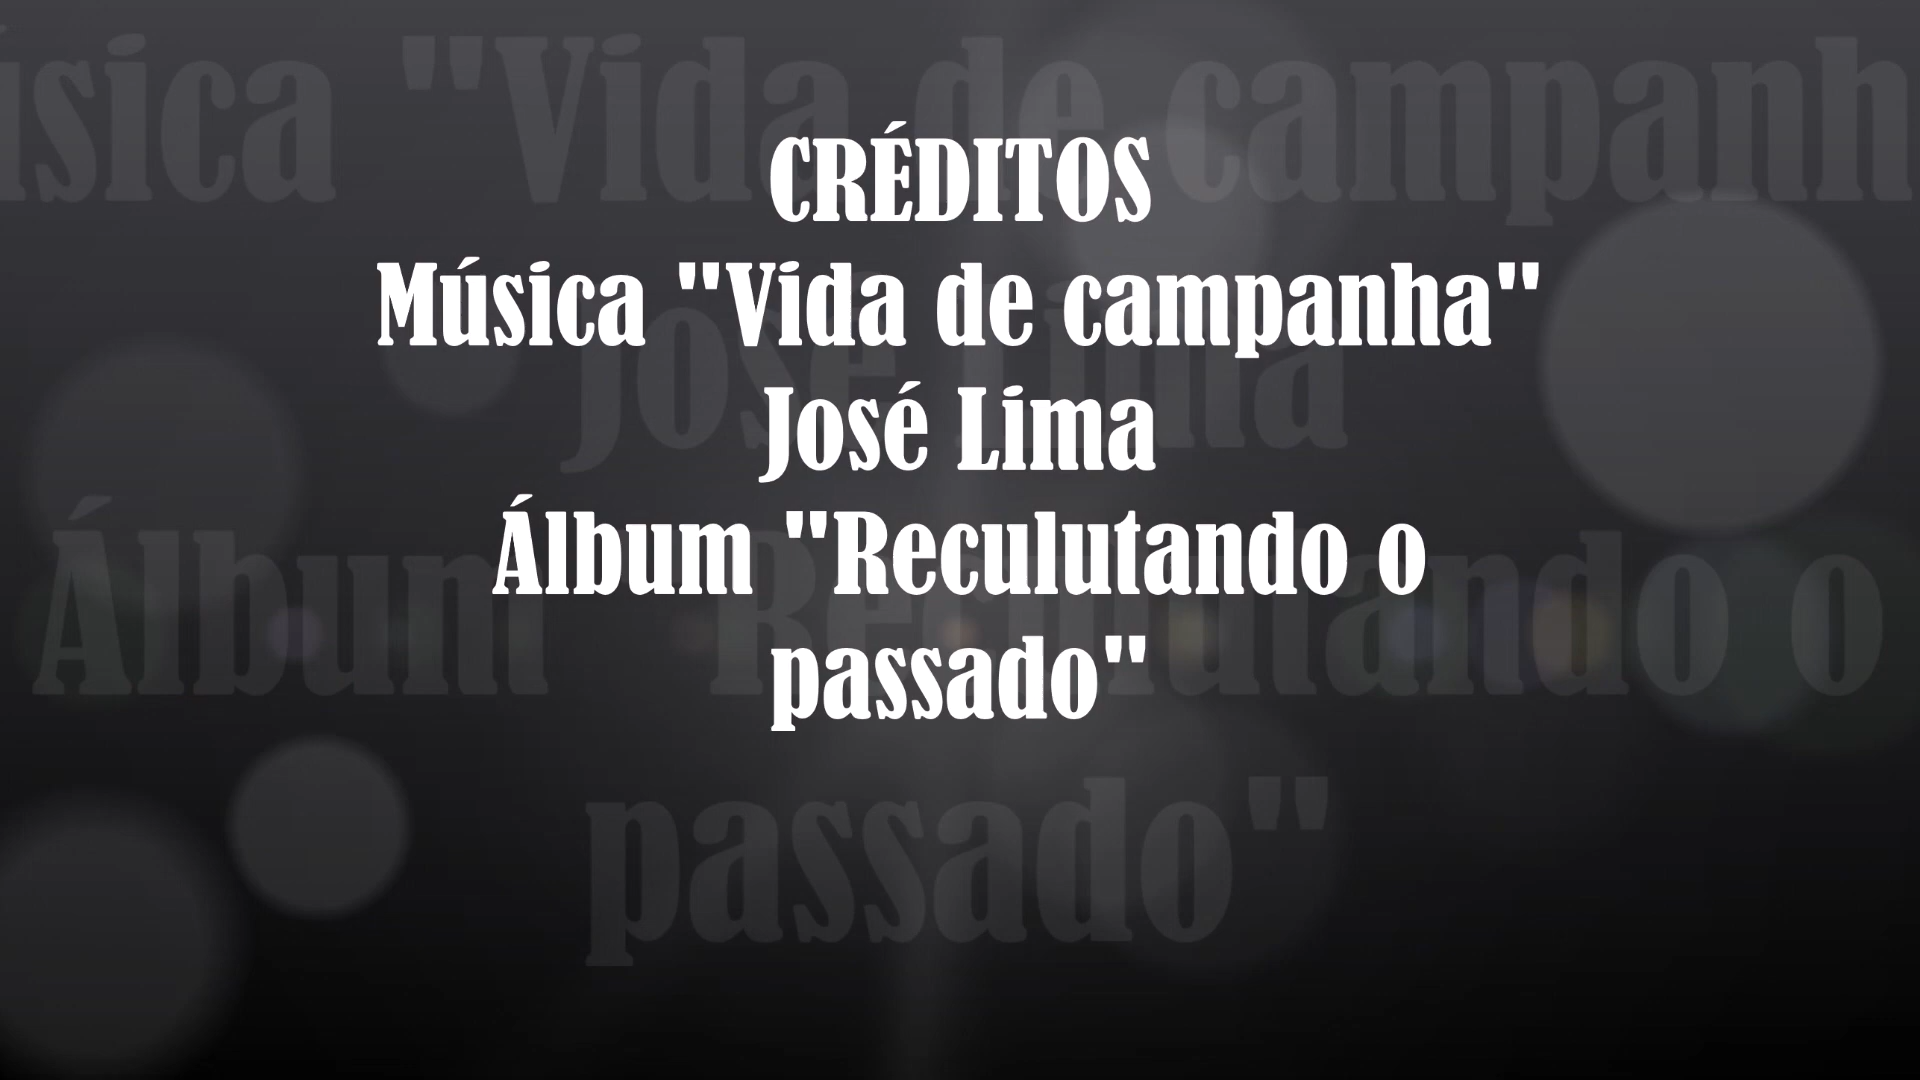 CRÉDITOS
Música "Vida de campanha"
José Lima
Álbum "Reculutando o
passado"